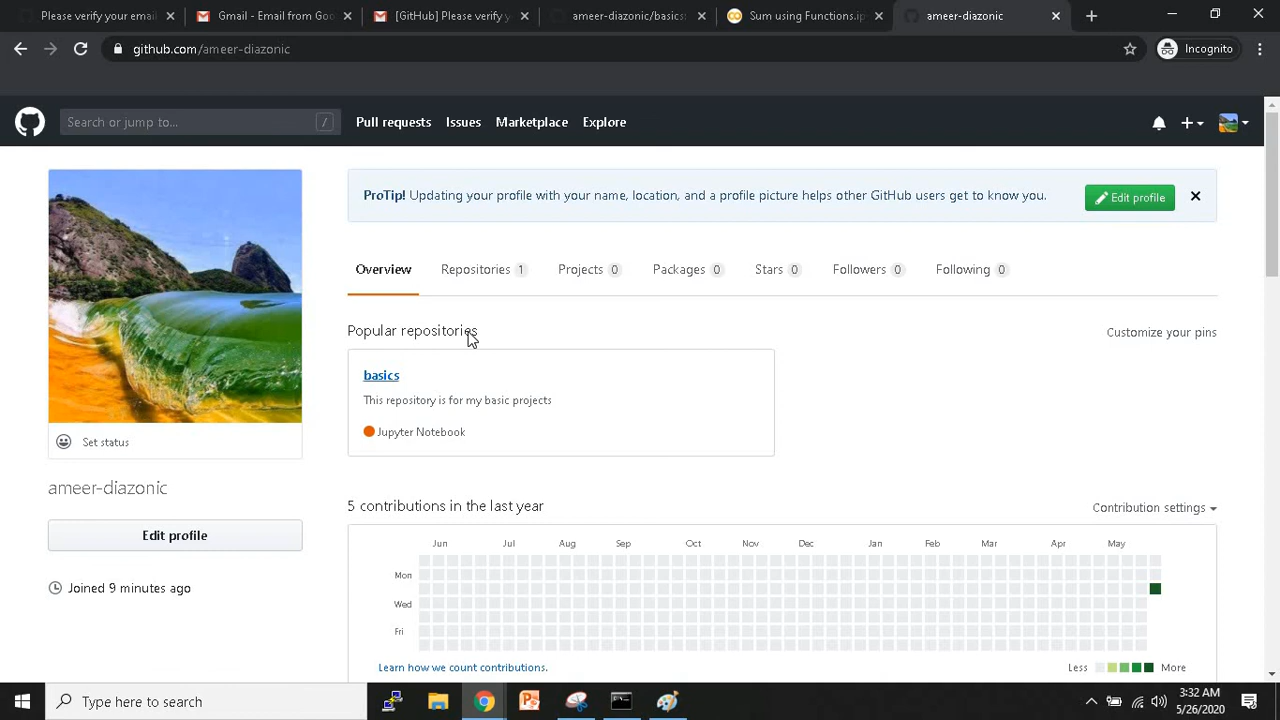 Please verify your email
Gmail - Email from Goo
[GitHub] Please verify y
ameer-diazonic/basics:
Sum using Functions.ip
ameer-diazonic
github.com/ameer-diazonic
Incognito
Search or jump to...
/
Pull requests
Issues
Marketplace
Explore
ProTip! Updating your profile with your name, location, and a profile picture helps other GitHub users get to know you.
Edit profile
Overview
Repositories 1
Projects 0
Packages 0
Stars 0
Followers 0
Following 0
Popular repositories
Customize your pins
basics
This repository is for my basic projects
Jupyter Notebook
Set status
ameer-diazonic
Edit profile
Joined 9 minutes ago
5 contributions in the last year
Contribution settings
Jun Jul Aug Sep Oct Nov Dec Jan Feb Mar Apr May
Mon
Wed
Fri
Learn how we count contributions.
Less
More
Type here to search
3:32 AM
5/26/2020